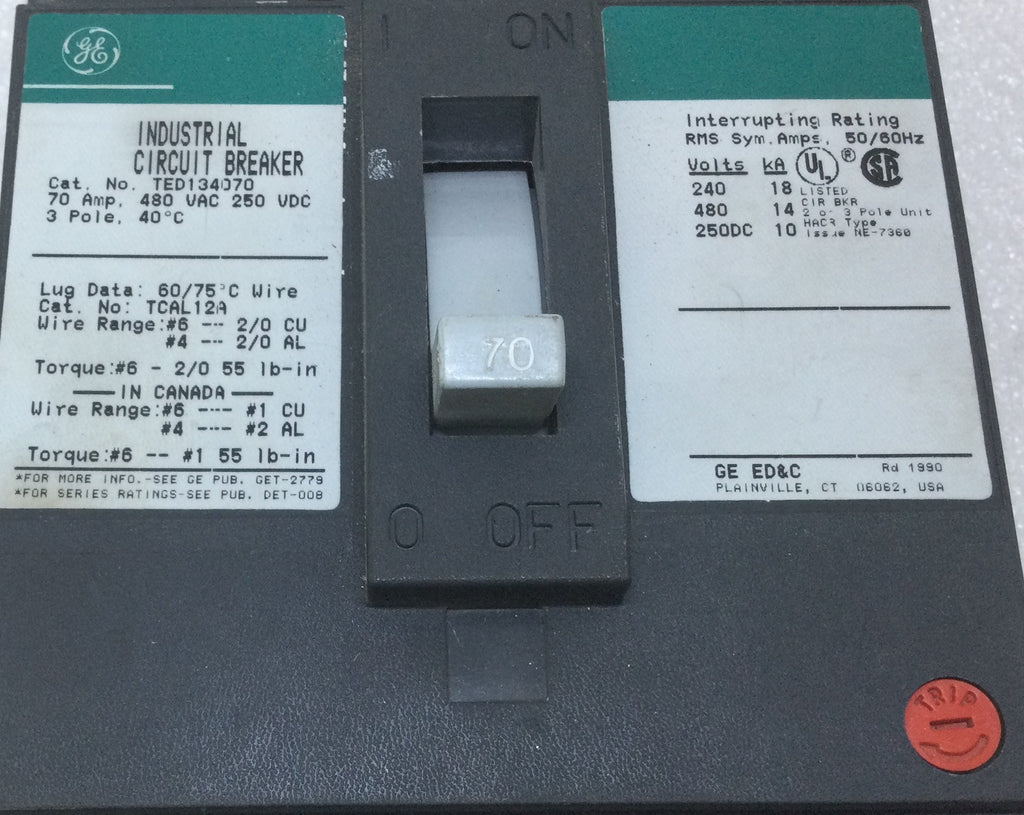 GE
INDUSTRIAL
CIRCUIT BREAKER
Cat. No. TED134070
70 Amp, 480 VAC 250 VDC
3 Pole, 40°C
Lug Data: 60/75°C Wire
Cat. No: TCAL12A
Wire Range:#6 --- 2/0 CU
#4 --- 2/0 AL
Torque:#6 - 2/0 55 lb-in
IN CANADA
Wire Range:#6 ---- #1 CU
#4 ---- #2 AL
Torque:#6 -- #1 55 lb-in
*FOR MORE INFO.-SEE GE PUB. GET-2779
*FOR SERIES RATINGS-SEE PUB. DET-008
I ON
70
O OFF
Interrupting Rating
RMS Sym.Amps, 50/60Hz
Volts kA UL ® SA
240 18 LISTED
CIR BKR
480 14 2 or 3 Pole Unit
HACR Type
250DC 10 Issue NE-7360
GE ED&C Rd 1990
PLAINVILLE, CT 06062, USA
TRIP